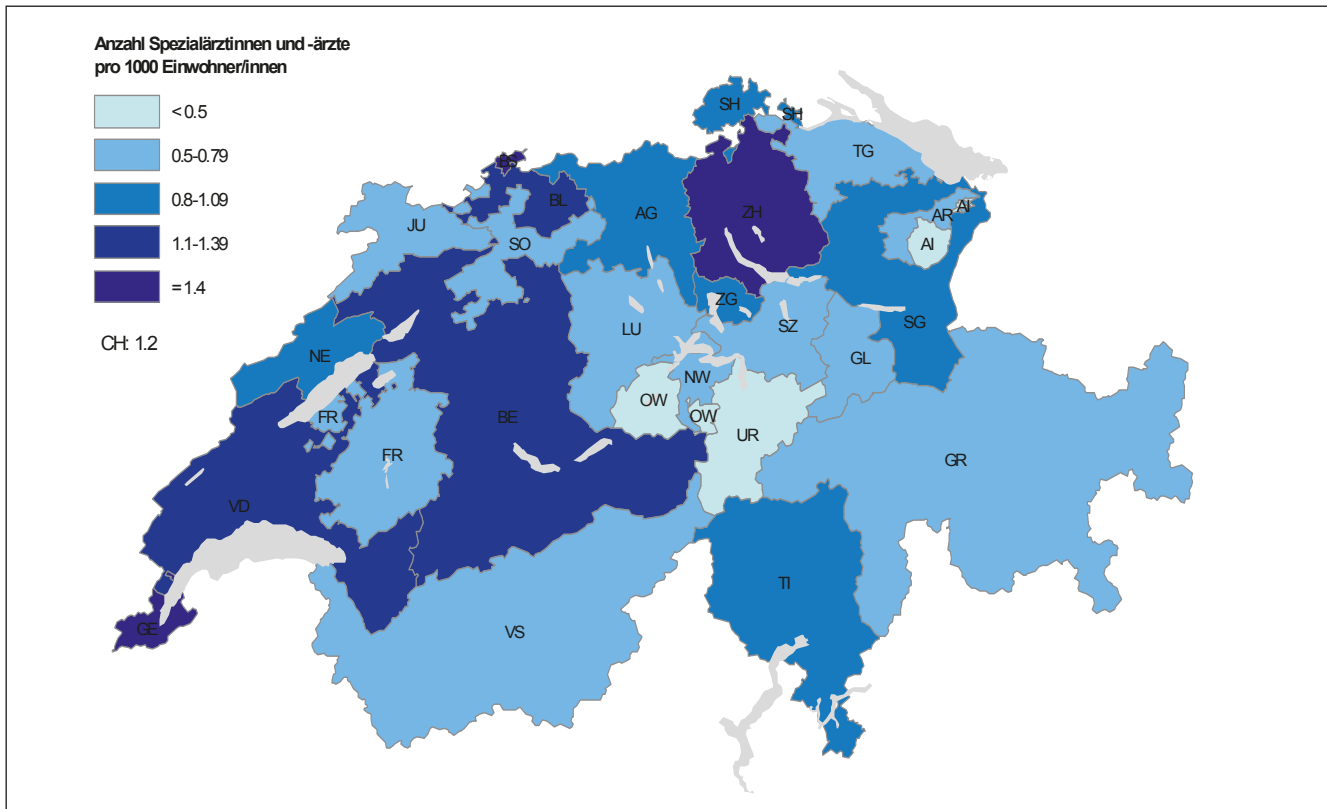 Anzahl Spezialärztinnen und -ärzte
pro 1000 Einwohner/innen
< 0.5
0.5-0.79
0.8-1.09
1.1-1.39
= 1.4
CH: 1.2
SH
SH
TG
BS
BL
AG
ZH
AR
AI
AI
JU
SO
ZG
LU
SZ
SG
NE
GL
NW
OW
OW
FR
BE
UR
FR
GR
VD
TI
GE
VS